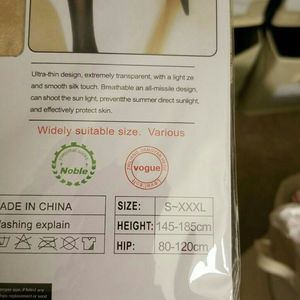 Ultra-thin design, extremely transparent, with a light ze
and smooth silk touch. Breathable an all-missile design,
can shoot the sun light, preventthe summer direct sunlight,
and effectively protect skin.
Widely suitable size. Various
Noble
vogue
ADE IN CHINA
ashing explain
SIZE: S~XXXL
HEIGHT: 145-185cm
HIP: 80-120cm